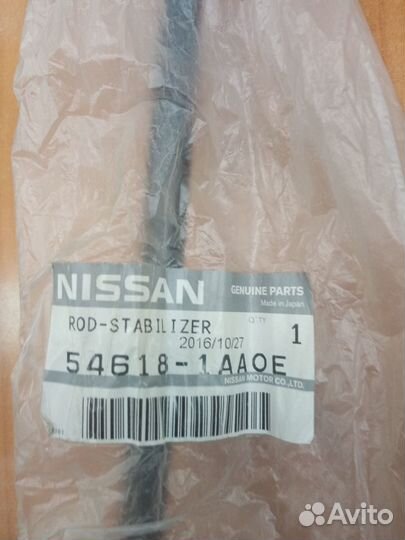 NISSAN
GENUINE PARTS
Made in Japan
ROD-STABILIZER
Q'TY
1
2016/10/27
54618-1AA0E
NISSAN MOTOR CO.,LTD.
Avito